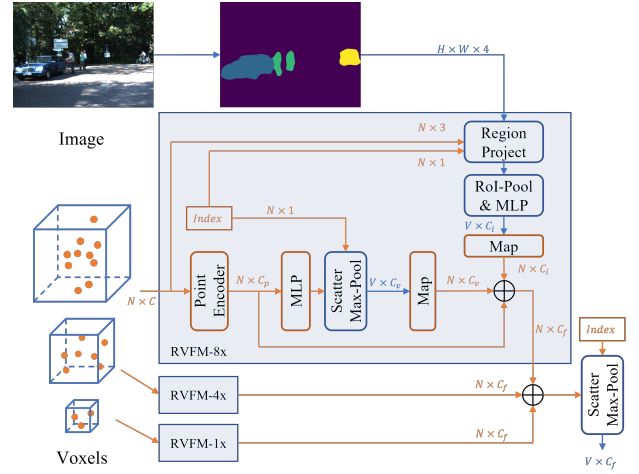 H × W × 4
Image
N × 3
N × 1
Region
Project
Index
N × 1
RoI-Pool
& MLP
V × C_i
Map
N × C_i
N × C
Point
Encoder
N × C_p
MLP
Scatter
Max-Pool
V × C_v
Map
N × C_v
N × C_f
RVFM-8x
Index
RVFM-4x
N × C_f
Scatter
Max-Pool
RVFM-1x
N × C_f
Voxels
V × C_f